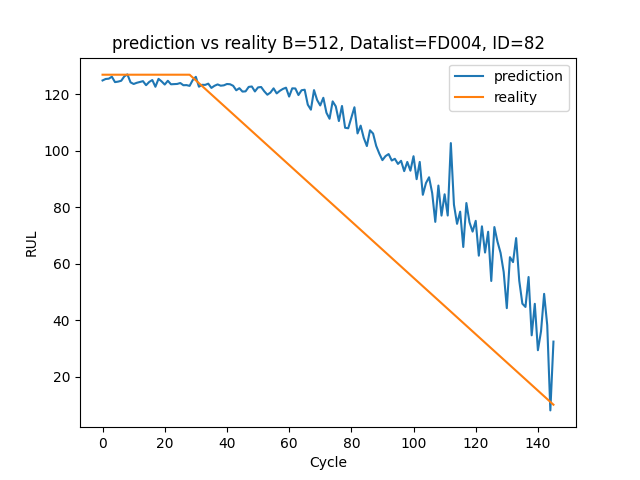 prediction vs reality B=512, Datalist=FD004, ID=82
prediction
reality
RUL
120
100
80
60
40
20
0 20 40 60 80 100 120 140
Cycle